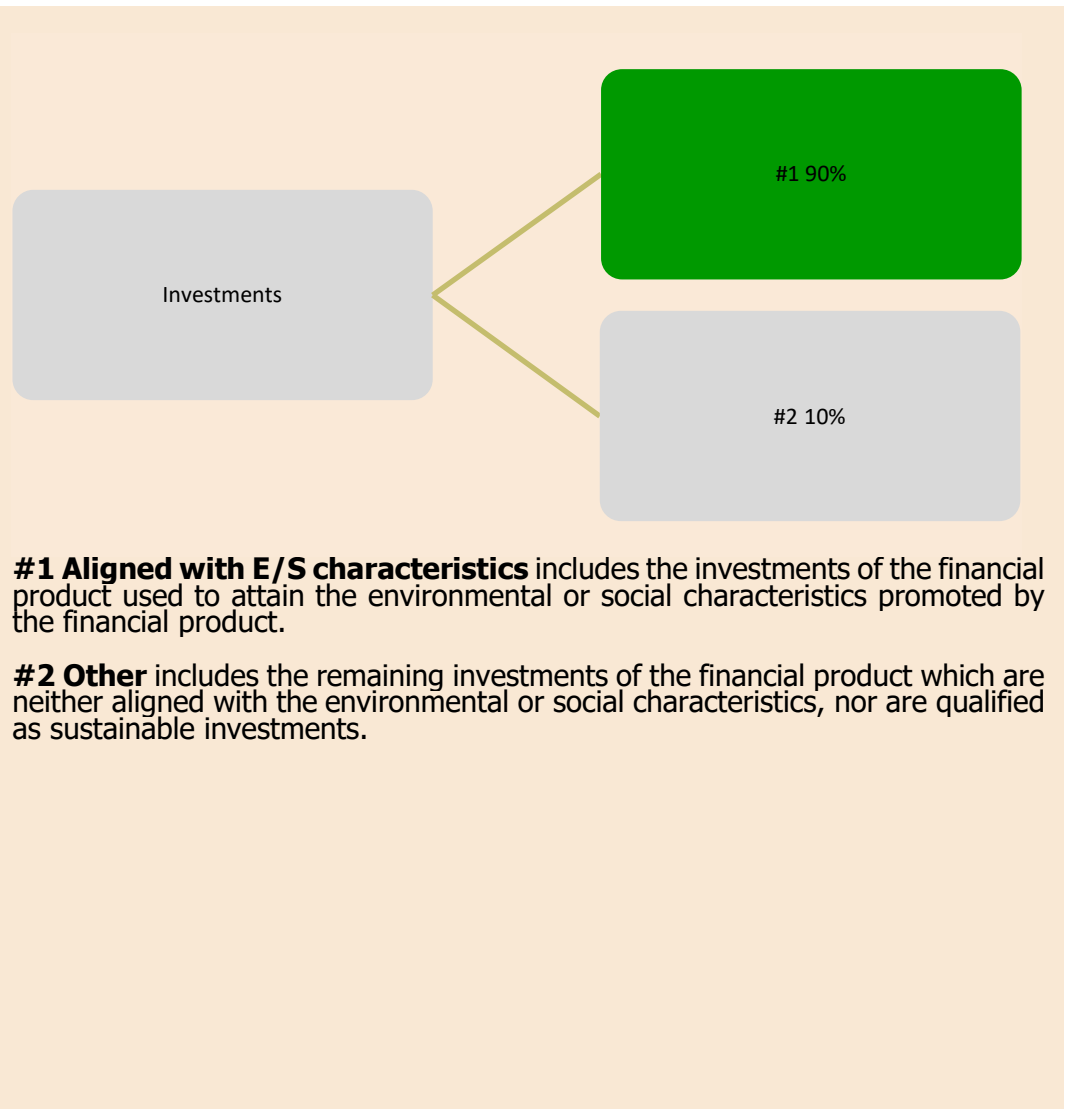 #1 90%
Investments
#2 10%
#1 Aligned with E/S characteristics includes the investments of the financial
product used to attain the environmental or social characteristics promoted by
the financial product.
#2 Other includes the remaining investments of the financial product which are
neither aligned with the environmental or social characteristics, nor are qualified
as sustainable investments.